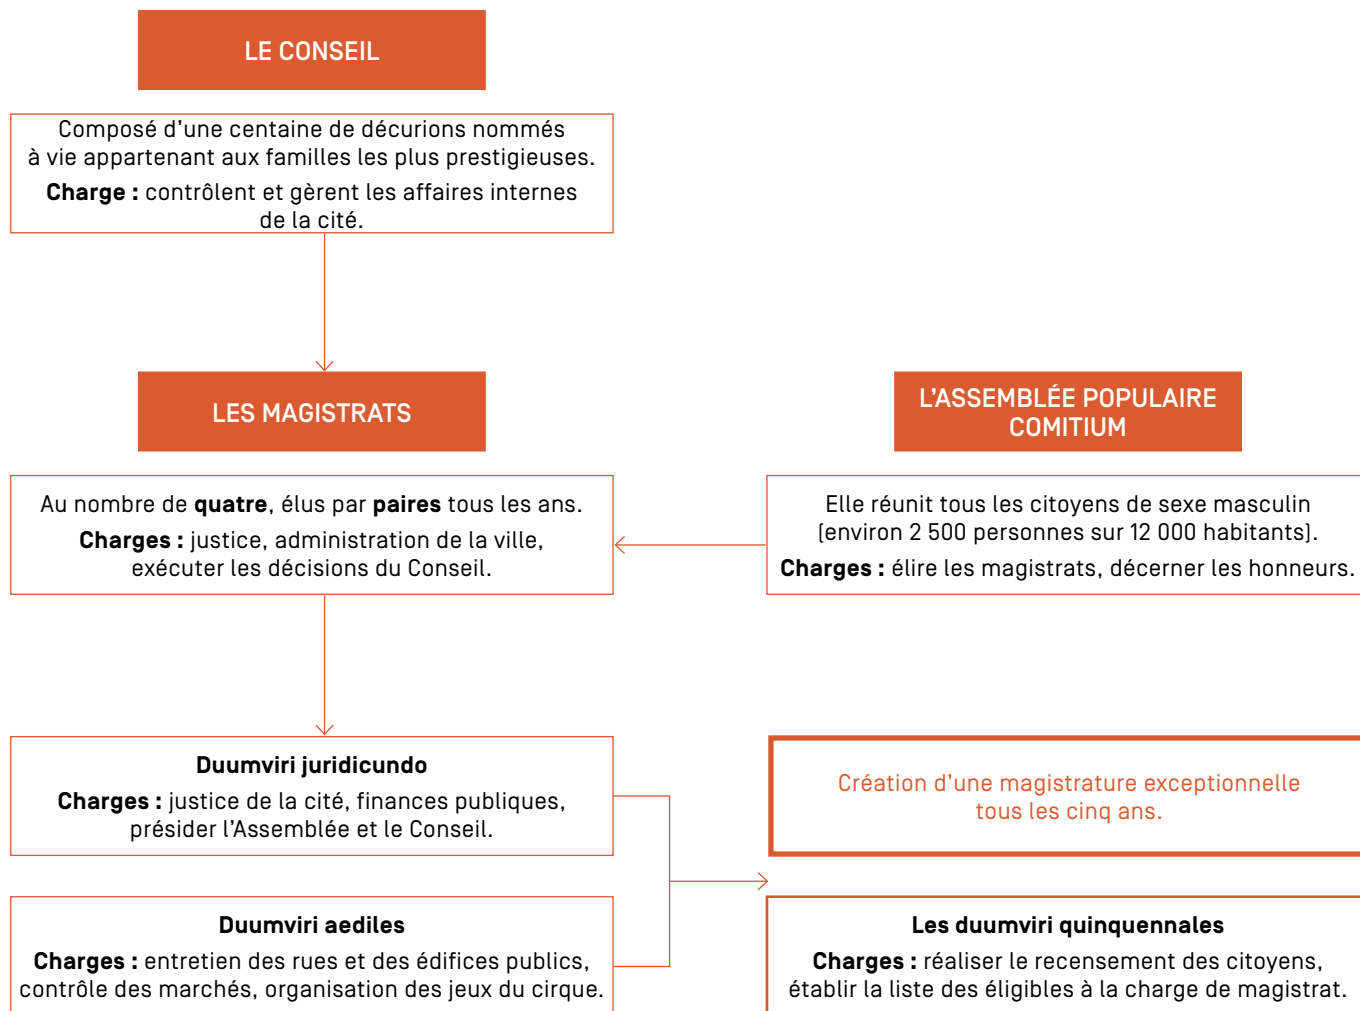 LE CONSEIL
Composé d’une centaine de décurions nommés
à vie appartenant aux familles les plus prestigieuses.
Charge : contrôlent et gèrent les affaires internes
de la cité.
LES MAGISTRATS
Au nombre de quatre, élus par paires tous les ans.
Charges : justice, administration de la ville,
exécuter les décisions du Conseil.
L’ASSEMBLÉE POPULAIRE
COMITIUM
Elle réunit tous les citoyens de sexe masculin
(environ 2 500 personnes sur 12 000 habitants).
Charges : élire les magistrats, décerner les honneurs.
Duumviri juridicundo
Charges : justice de la cité, finances publiques,
présider l’Assemblée et le Conseil.
Duumviri aediles
Charges : entretien des rues et des édifices publics,
contrôle des marchés, organisation des jeux du cirque.
Création d’une magistrature exceptionnelle
tous les cinq ans.
Les duumviri quinquennales
Charges : réaliser le recensement des citoyens,
établir la liste des éligibles à la charge de magistrat.